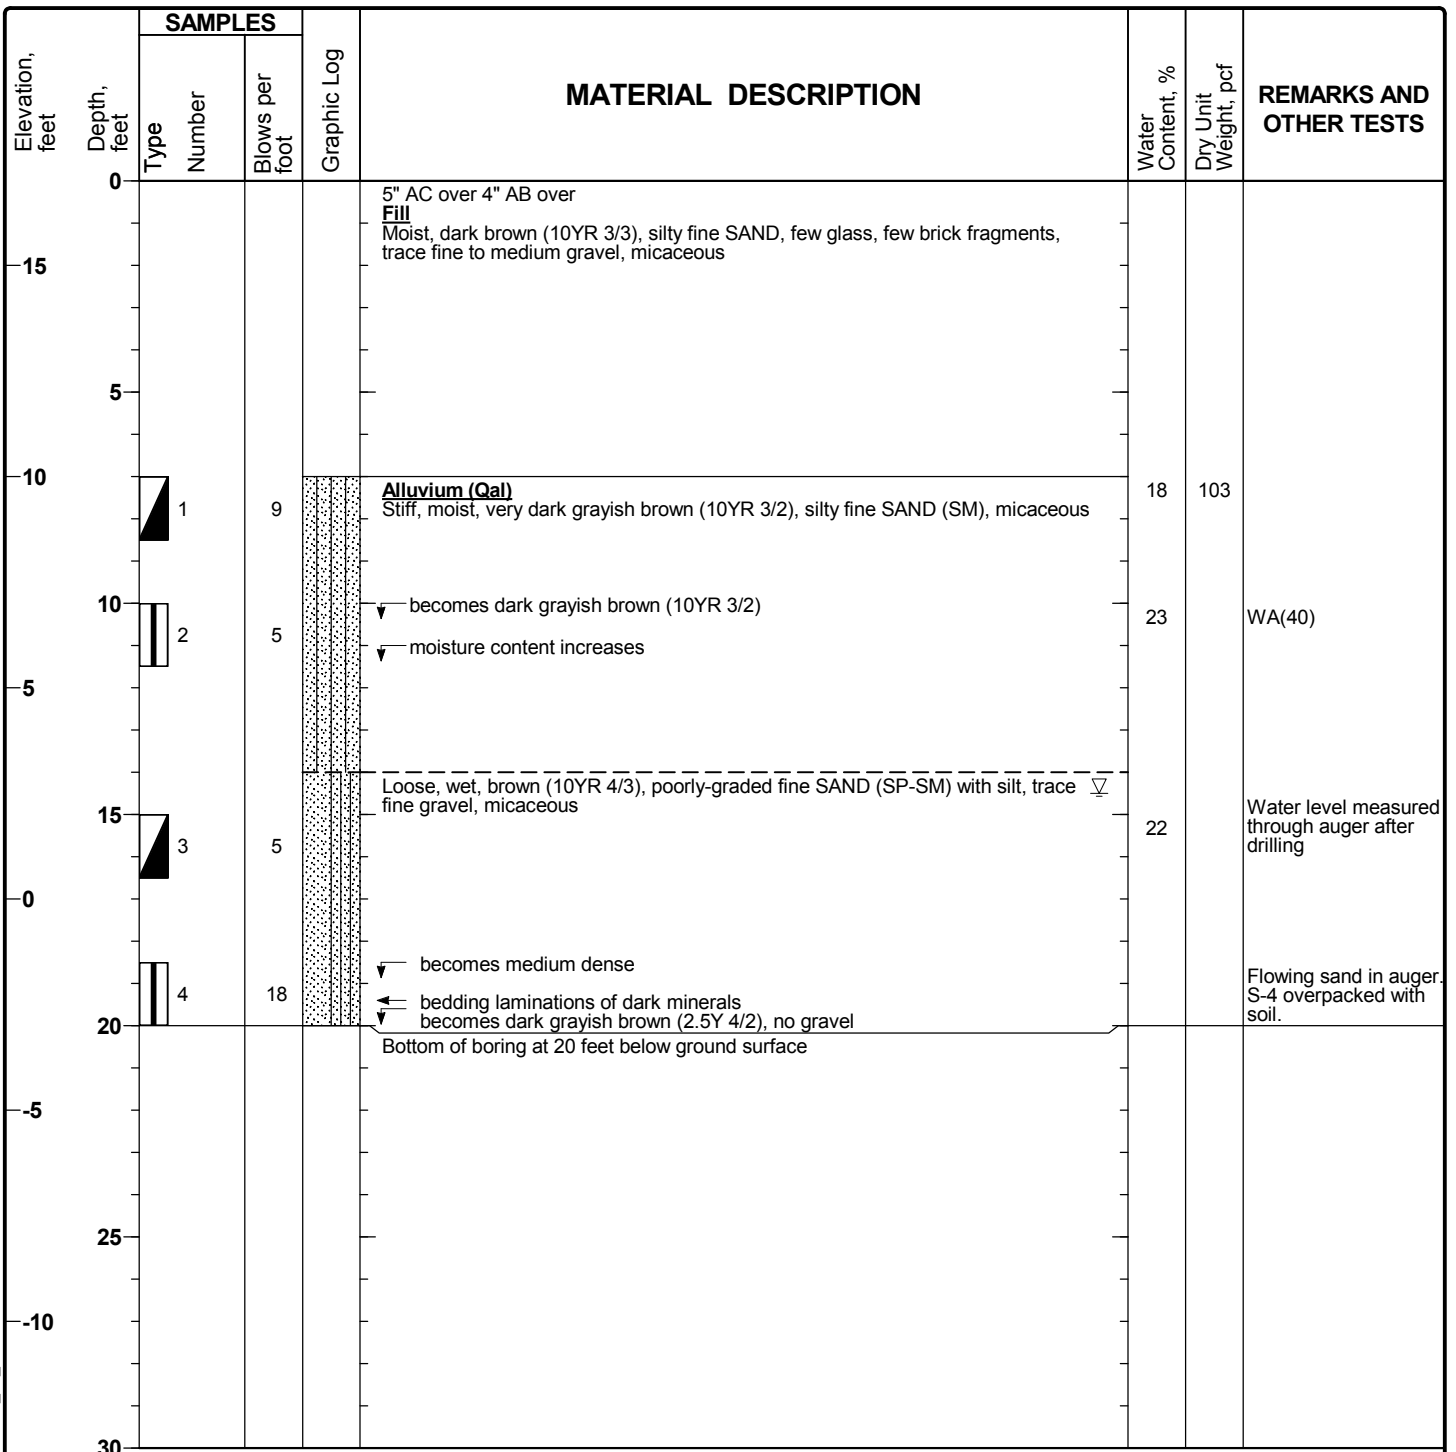 SAMPLES
Elevation,
feet
Depth,
feet
Type
Number
Blows per
foot
Graphic Log
MATERIAL DESCRIPTION
Water
Content, %
Dry Unit
Weight, pcf
REMARKS AND
OTHER TESTS
0
5" AC over 4" AB over
Fill
Moist, dark brown (10YR 3/3), silty fine SAND, few glass, few brick fragments,
trace fine to medium gravel, micaceous
15
5
10
Alluvium (Qal)
18 103
1 9
Stiff, moist, very dark grayish brown (10YR 3/2), silty fine SAND (SM), micaceous
10
becomes dark grayish brown (10YR 3/2)
23 WA(40)
2 5
moisture content increases
5
Loose, wet, brown (10YR 4/3), poorly-graded fine SAND (SP-SM) with silt, trace
fine gravel, micaceous
15
22
Water level measured
through auger after
drilling
3 5
0
becomes medium dense
Flowing sand in auger.
S-4 overpacked with
soil.
4 18
bedding laminations of dark minerals
becomes dark grayish brown (2.5Y 4/2), no gravel
20
Bottom of boring at 20 feet below ground surface
-5
25
-10
30